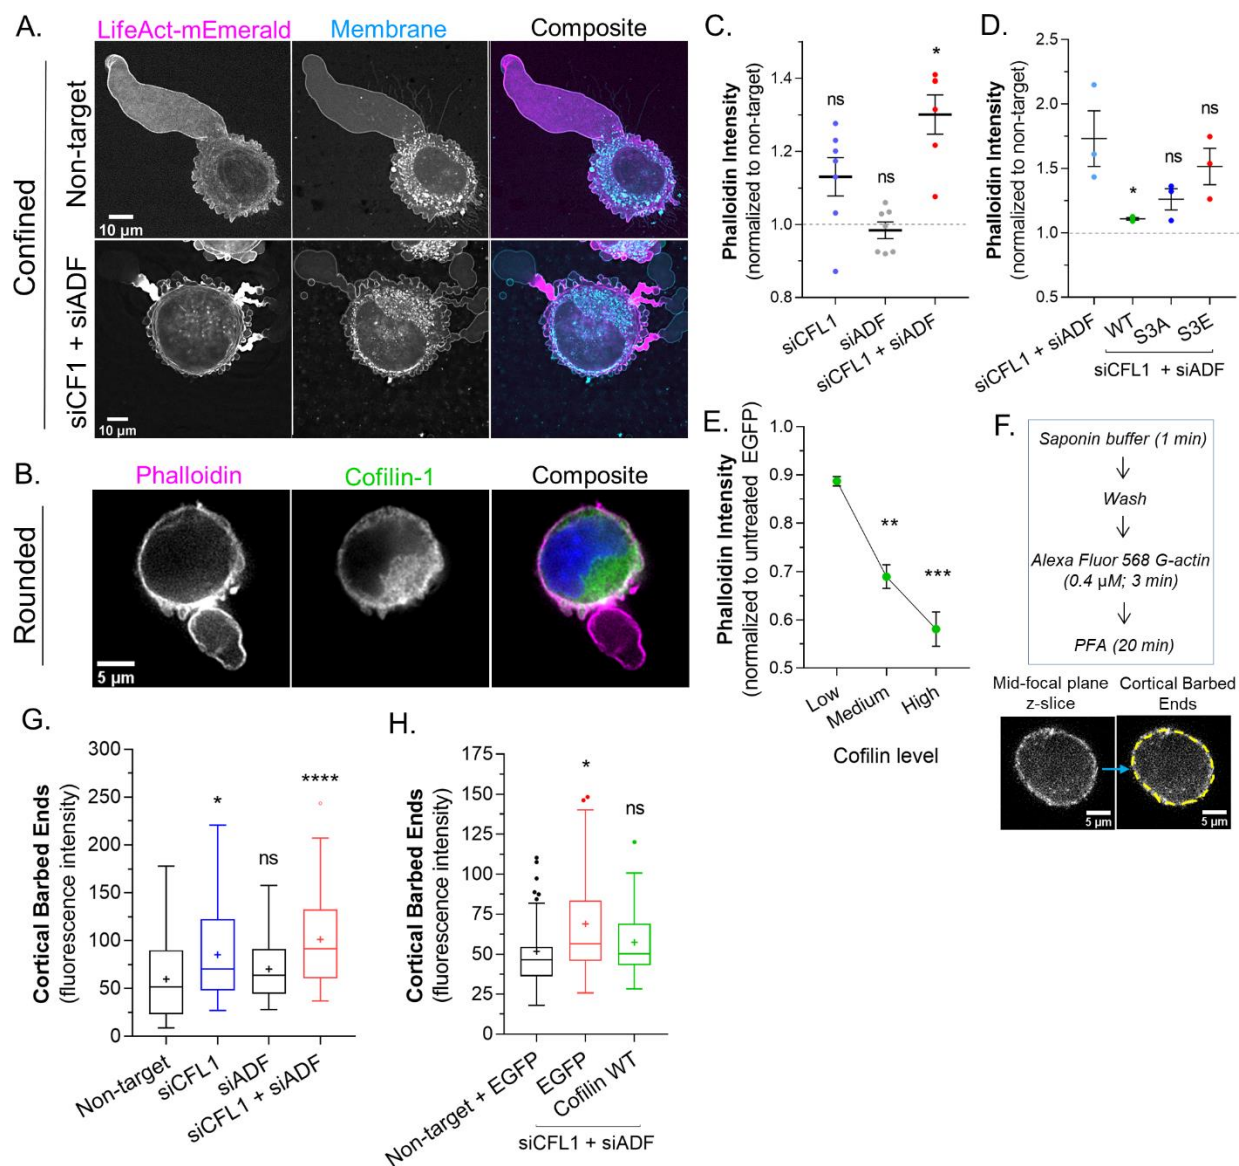 A.
LifeAct-mEmerald
Membrane
Composite
Confined
Non-target
10 µm
siCF1 + siADF
10 µm
B.
Phalloidin
Cofilin-1
Composite
Rounded
5 µm
C.
Phalloidin Intensity
(normalized to non-target)
1.4
1.2
1.0
0.8
ns
ns
*
siCFL1
siADF
siCFL1 + siADF
D.
Phalloidin Intensity
(normalized to non-target)
2.5
2.0
1.5
1.0
0.5
*
ns
ns
siCFL1 + siADF
WT
S3A
S3E
siCFL1 + siADF
E.
Phalloidin Intensity
(normalized to untreated EGFP)
1.0
0.9
0.8
0.7
0.6
0.5
**
***
Low
Medium
High
Cofilin level
F.
Saponin buffer (1 min)
Wash
Alexa Fluor 568 G-actin
(0.4 µM; 3 min)
PFA (20 min)
Mid-focal plane
z-slice
Cortical Barbed
Ends
5 µm
5 µm
G.
Cortical Barbed Ends
(fluorescence intensity)
300
250
200
150
100
50
0
*
ns
****
Non-target
siCFL1
siADF
siCFL1 + siADF
H.
Cortical Barbed Ends
(fluorescence intensity)
175
150
125
100
75
50
25
0
*
ns
Non-target + EGFP
EGFP
Cofilin WT
siCFL1 + siADF